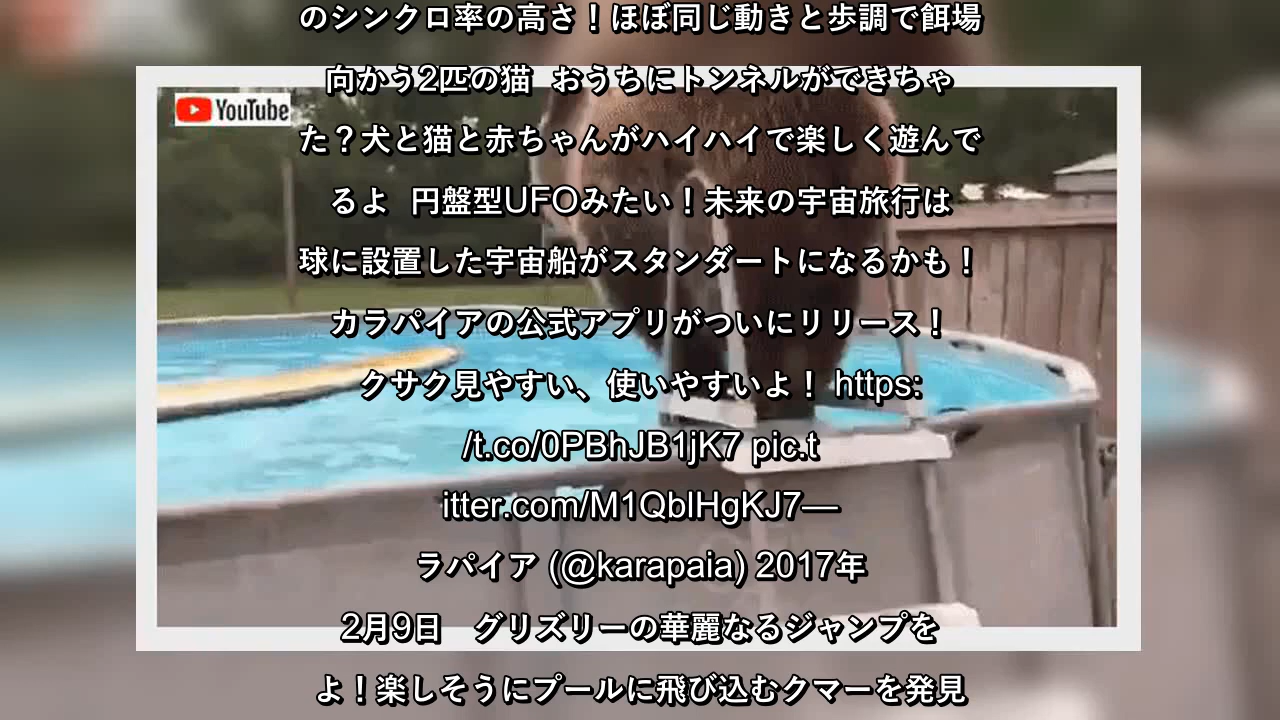 のシンクロ率の高さ！ほぼ同じ動きと歩調で餌場
向かう2匹の猫 おうちにトンネルができちゃ
YouTube
た？犬と猫と赤ちゃんがハイハイで楽しく遊んで
るよ 円盤型UFOみたい！未来の宇宙旅行は
球に設置した宇宙船がスタンダートになるかも！
カラパイアの公式アプリがついにリリース！
クサク見やすい、使いやすいよ！ https:
/t.co/0PBhJB1jK7 pic.t
itter.com/M1QblHgKJ7—
ラパイア (@karapaia) 2017年
2月9日 グリズリーの華麗なるジャンプを
よ！楽しそうにプールに飛び込むクマーを発見